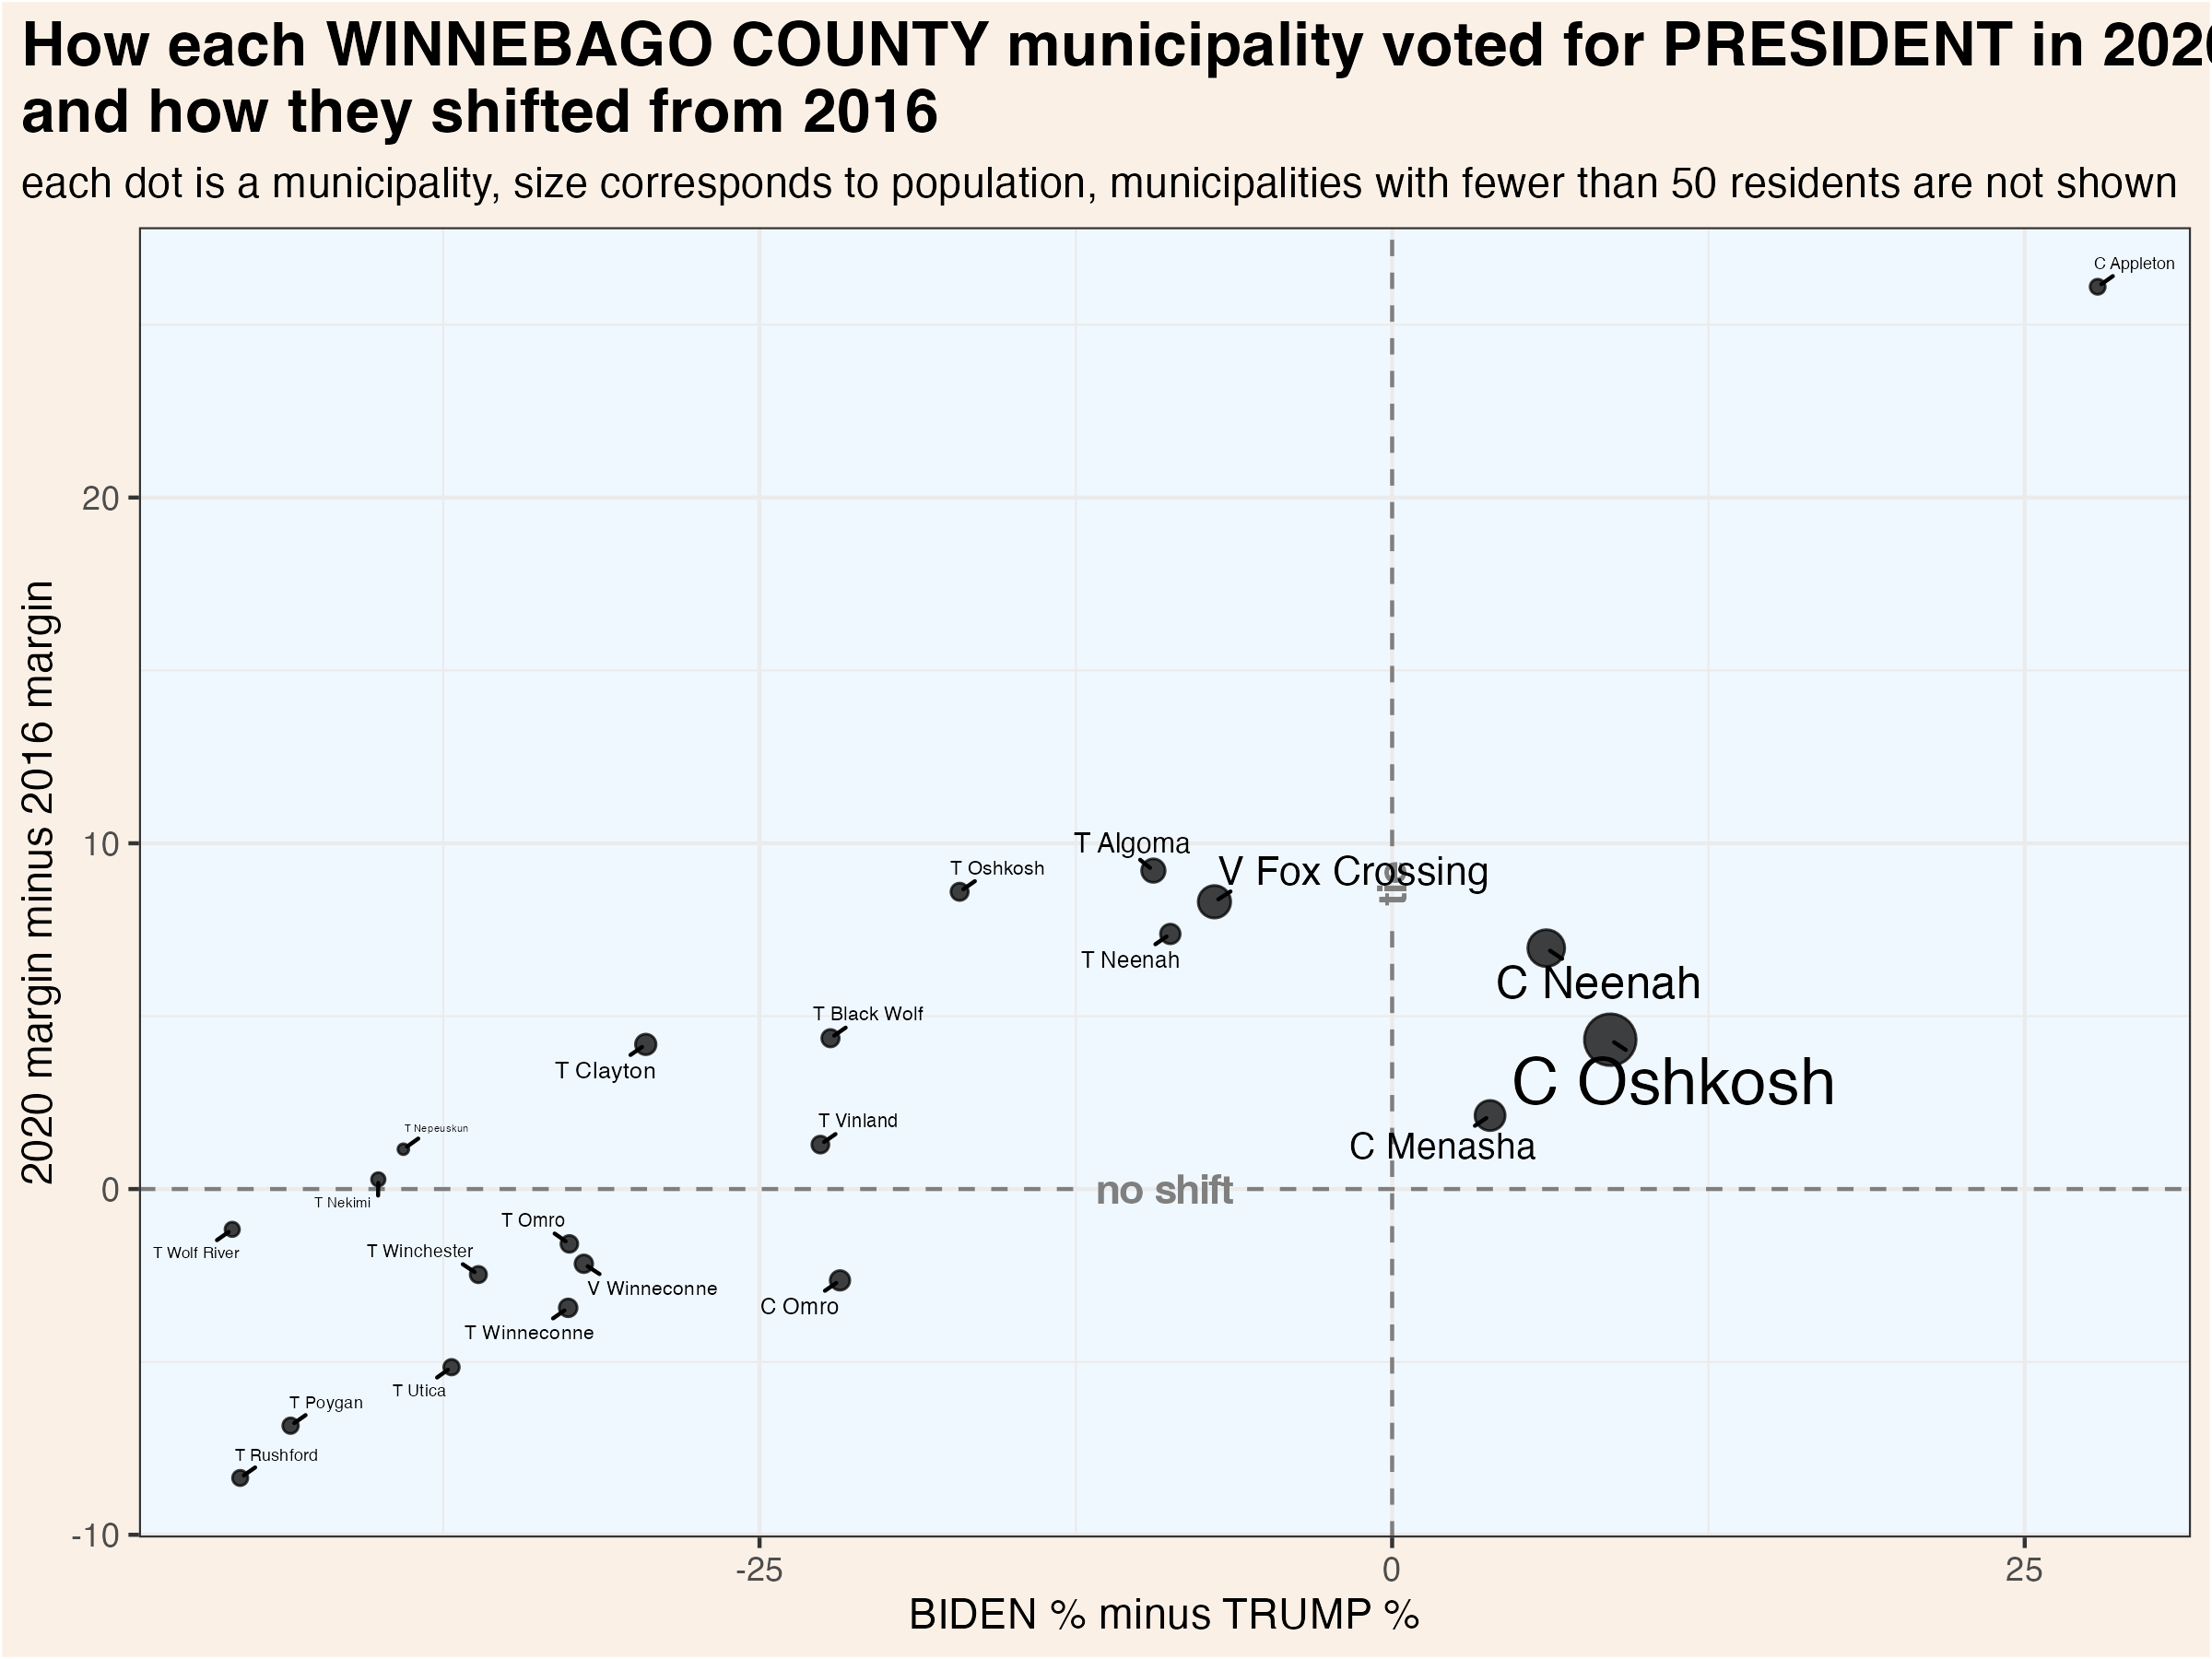 How each WINNEBAGO COUNTY municipality voted for PRESIDENT in 202
and how they shifted from 2016
each dot is a municipality, size corresponds to population, municipalities with fewer than 50 residents are not shown
C Appleton
20
2020 margin minus 2016 margin
10
T Algoma
T Oshkosh
V Fox Crossing
tie
T Neenah
C Neenah
T Black Wolf
T Clayton
C Oshkosh
T Vinland
T Nepeuskun
C Menasha
0
no shift
T Nekimi
T Omro
T Wolf River
T Winchester
V Winneconne
C Omro
T Winneconne
T Utica
T Poygan
T Rushford
-10
-25
0
25
BIDEN % minus TRUMP %